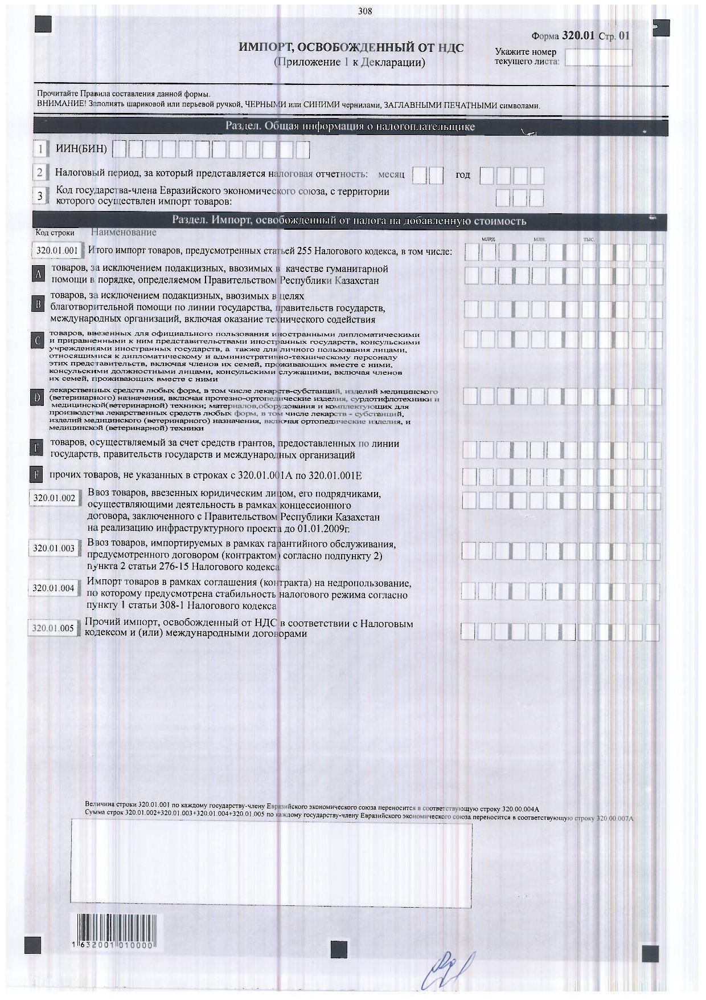 308
Форма 320.01 Стр. 01
ИМПОРТ, ОСВОБОЖДЕННЫЙ ОТ НДС
(Приложение 1 к Декларации)
Укажите номер
текущего листа:
Прочитайте Правила составления данной формы.
ВНИМАНИЕ! Заполнять шариковой или перьевой ручкой, ЧЕРНЫМИ или СИНИМИ чернилами, ЗАГЛАВНЫМИ ПЕЧАТНЫМИ символами.
Раздел. Общая информация о налогоплательщике
1 ИИН(БИН)
2 Налоговый период, за который представляется налоговая отчетность: месяц год
3 Код государства-члена Евразийского экономического союза, с территории
которого осуществлен импорт товаров:
Раздел. Импорт, освобожденный от налога на добавленную стоимость
Код строки Наименование
МЛРД. МЛН. ТЫС.
320.01.001 Итого импорт товаров, предусмотренных статьей 255 Налогового кодекса, в том числе:
A товаров, за исключением подакцизных, ввозимых в качестве гуманитарной
помощи в порядке, определяемом Правительством Республики Казахстан
B товаров, за исключением подакцизных, ввозимых в целях
благотворительной помощи по линии государства, правительств государств,
международных организаций, включая оказание технического содействия
C товаров, ввезенных для официального пользования иностранными дипломатическими
и приравненными к ним представительствами иностранных государств, консульскими
учреждениями иностранных государств, а также для личного пользования лицами,
относящимися к дипломатическому и административно-техническому персоналу
этих представительств, включая членов их семей, проживающих вместе с ними,
консульскими должностными лицами, консульскими служащими, включая членов
их семей, проживающих вместе с ними
D лекарственных средств любых форм, в том числе лекарств-субстанций, изделий медицинского
(ветеринарного) назначения, включая протезно-ортопедические изделия, сурдотифлотехники и
медицинской(ветеринарной) техники; материалов,оборудования и комплектующих для
производства лекарственных средств любых форм, в том числе лекарств - субстанций,
изделий медицинского (ветеринарного) назначения, включая ортопедические изделия, и
медицинской (ветеринарной) техники
E товаров, осуществляемый за счет средств грантов, предоставленных по линии
государств, правительств государств и международных организаций
F прочих товаров, не указанных в строках с 320.01.001A по 320.01.001E
320.01.002 Ввоз товаров, ввезенных юридическим лицом, его подрядчиками,
осуществляющими деятельность в рамках концессионного
договора, заключенного с Правительством Республики Казахстан
на реализацию инфраструктурного проекта до 01.01.2009г.
320.01.003 Ввоз товаров, импортируемых в рамках гарантийного обслуживания,
предусмотренного договором (контрактом) согласно подпункту 2)
пункта 2 статьи 276-15 Налогового кодекса
320.01.004 Импорт товаров в рамках соглашения (контракта) на недропользование,
по которому предусмотрена стабильность налогового режима согласно
пункту 1 статьи 308-1 Налогового кодекса
320.01.005 Прочий импорт, освобожденный от НДС в соответствии с Налоговым
кодексом и (или) международными договорами
Величина строки 320.01.001 по каждому государству-члену Евразийского экономического союза переносится в соответствующую строку 320.00.004A
Сумма строк 320.01.002+320.01.003+320.01.004+320.01.005 по каждому государству-члену Евразийского экономического союза переносится в соответствующую строку 320.00.007A
1 632001 010000